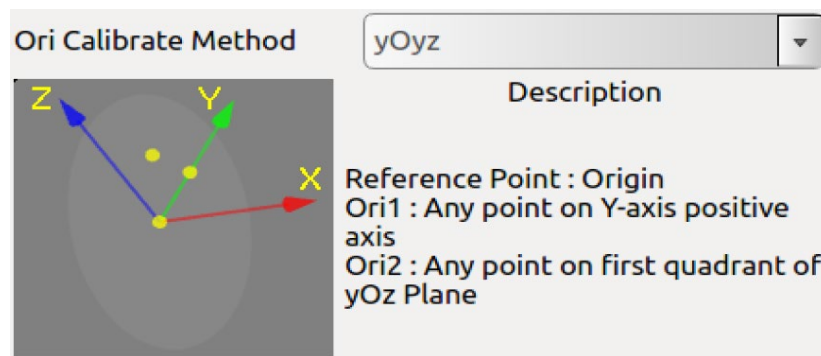 Ori Calibrate Method
yOyz
Z
Y
X
Description
Reference Point : Origin
Ori1 : Any point on Y-axis positive
axis
Ori2 : Any point on first quadrant of
yOz Plane